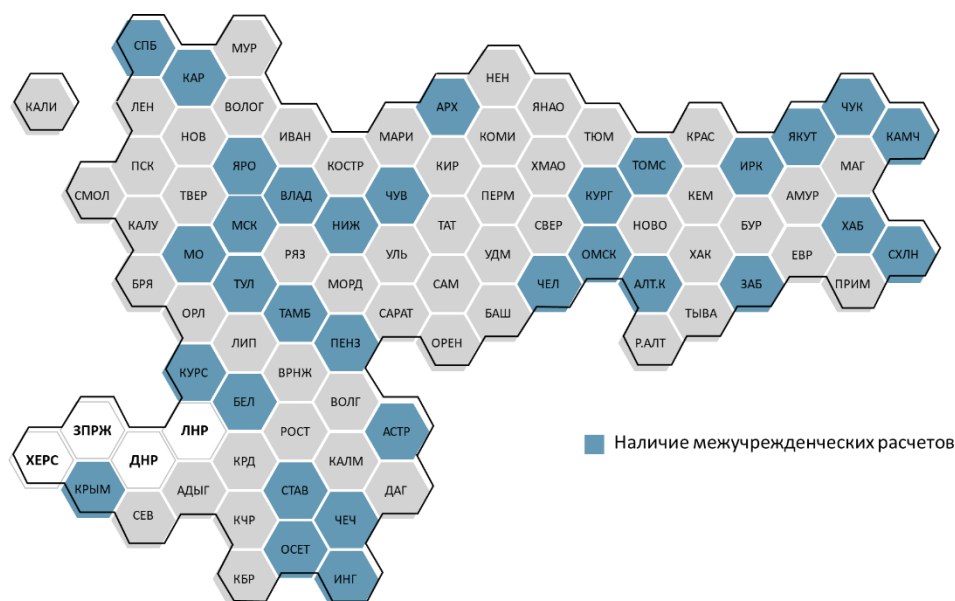 СПБ
МУР
КАР
НЕН
КАЛИ
ЛЕН
ВОЛОГ
АРХ
ЯНАО
ЧУК
НОВ
ИВАН
МАРИ
КОМИ
ТЮМ
КРАС
ЯКУТ
КАМЧ
ПСК
ЯРО
КОСТР
КИР
ХМАО
ТОМС
ИРК
МАГ
СМОЛ
ТВЕР
ВЛАД
ЧУВ
ПЕРМ
КУРГ
КЕМ
АМУР
КАЛУ
МСК
НИЖ
ТАТ
СВЕР
НОВО
БУР
ХАБ
МО
РЯЗ
УЛЬ
УДМ
ОМСК
ХАК
ЕВР
СХЛН
БРЯ
ТУЛ
МОРД
САМ
ЧЕЛ
АЛТ.К
ЗАБ
ПРИМ
ОРЛ
ТАМБ
САРАТ
БАШ
ТЫВА
ЛИП
ПЕНЗ
ОРЕН
Р.АЛТ
КУРС
ВРНЖ
БЕЛ
ВОЛГ
ЗПРЖ
ЛНР
РОСТ
АСТР
Наличие межучрежденческих расчетов
ХЕРС
ДНР
КРД
КАЛМ
КРЫМ
АДЫГ
СТАВ
ДАГ
СЕВ
КЧР
ЧЕЧ
ОСЕТ
КБР
ИНГ